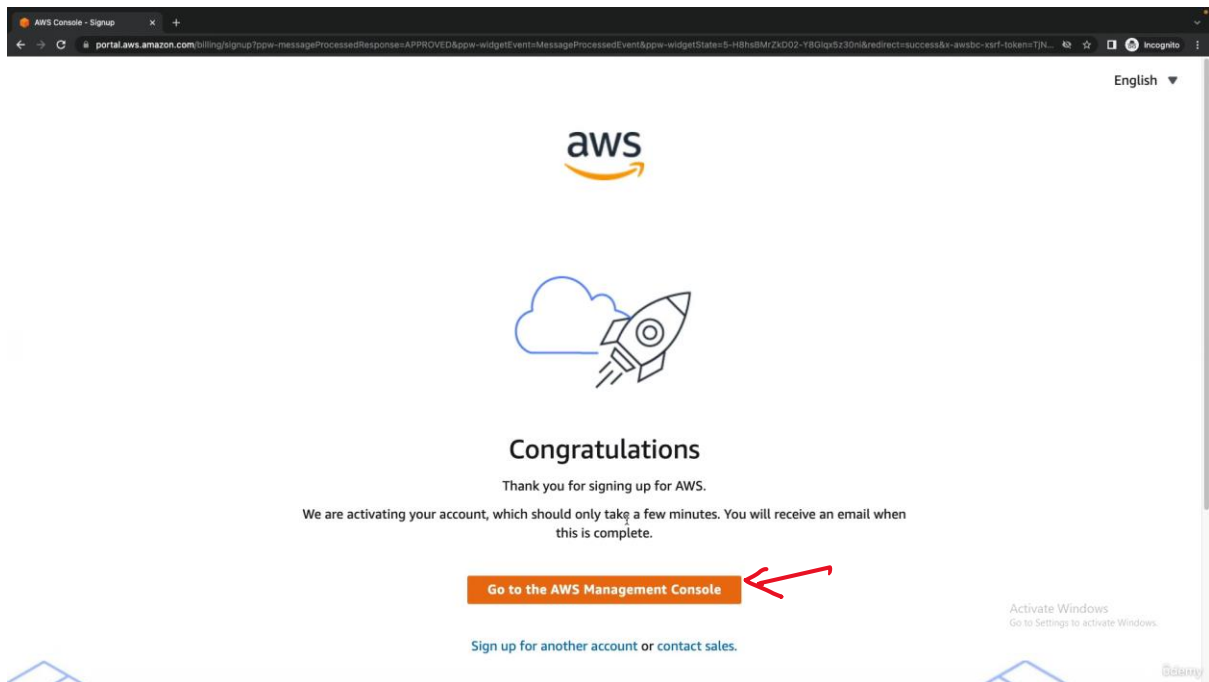 AWS Console - Signup
portal.aws.amazon.com/billing/signup?ppw-messageProcessedResponse=APPROVED&ppw-widgetEvent=MessageProcessedEvent&ppw-widgetState=5-H8hsBMrZkD02-Y8Glqx5z30nl&redirect=success&x-awsbc-xsrf-token=TjN...
Incognito
English
aws
Congratulations
Thank you for signing up for AWS.
We are activating your account, which should only take a few minutes. You will receive an email when
this is complete.
Go to the AWS Management Console
Activate Windows
Go to Settings to activate Windows.
Sign up for another account or contact sales.
ûdemy